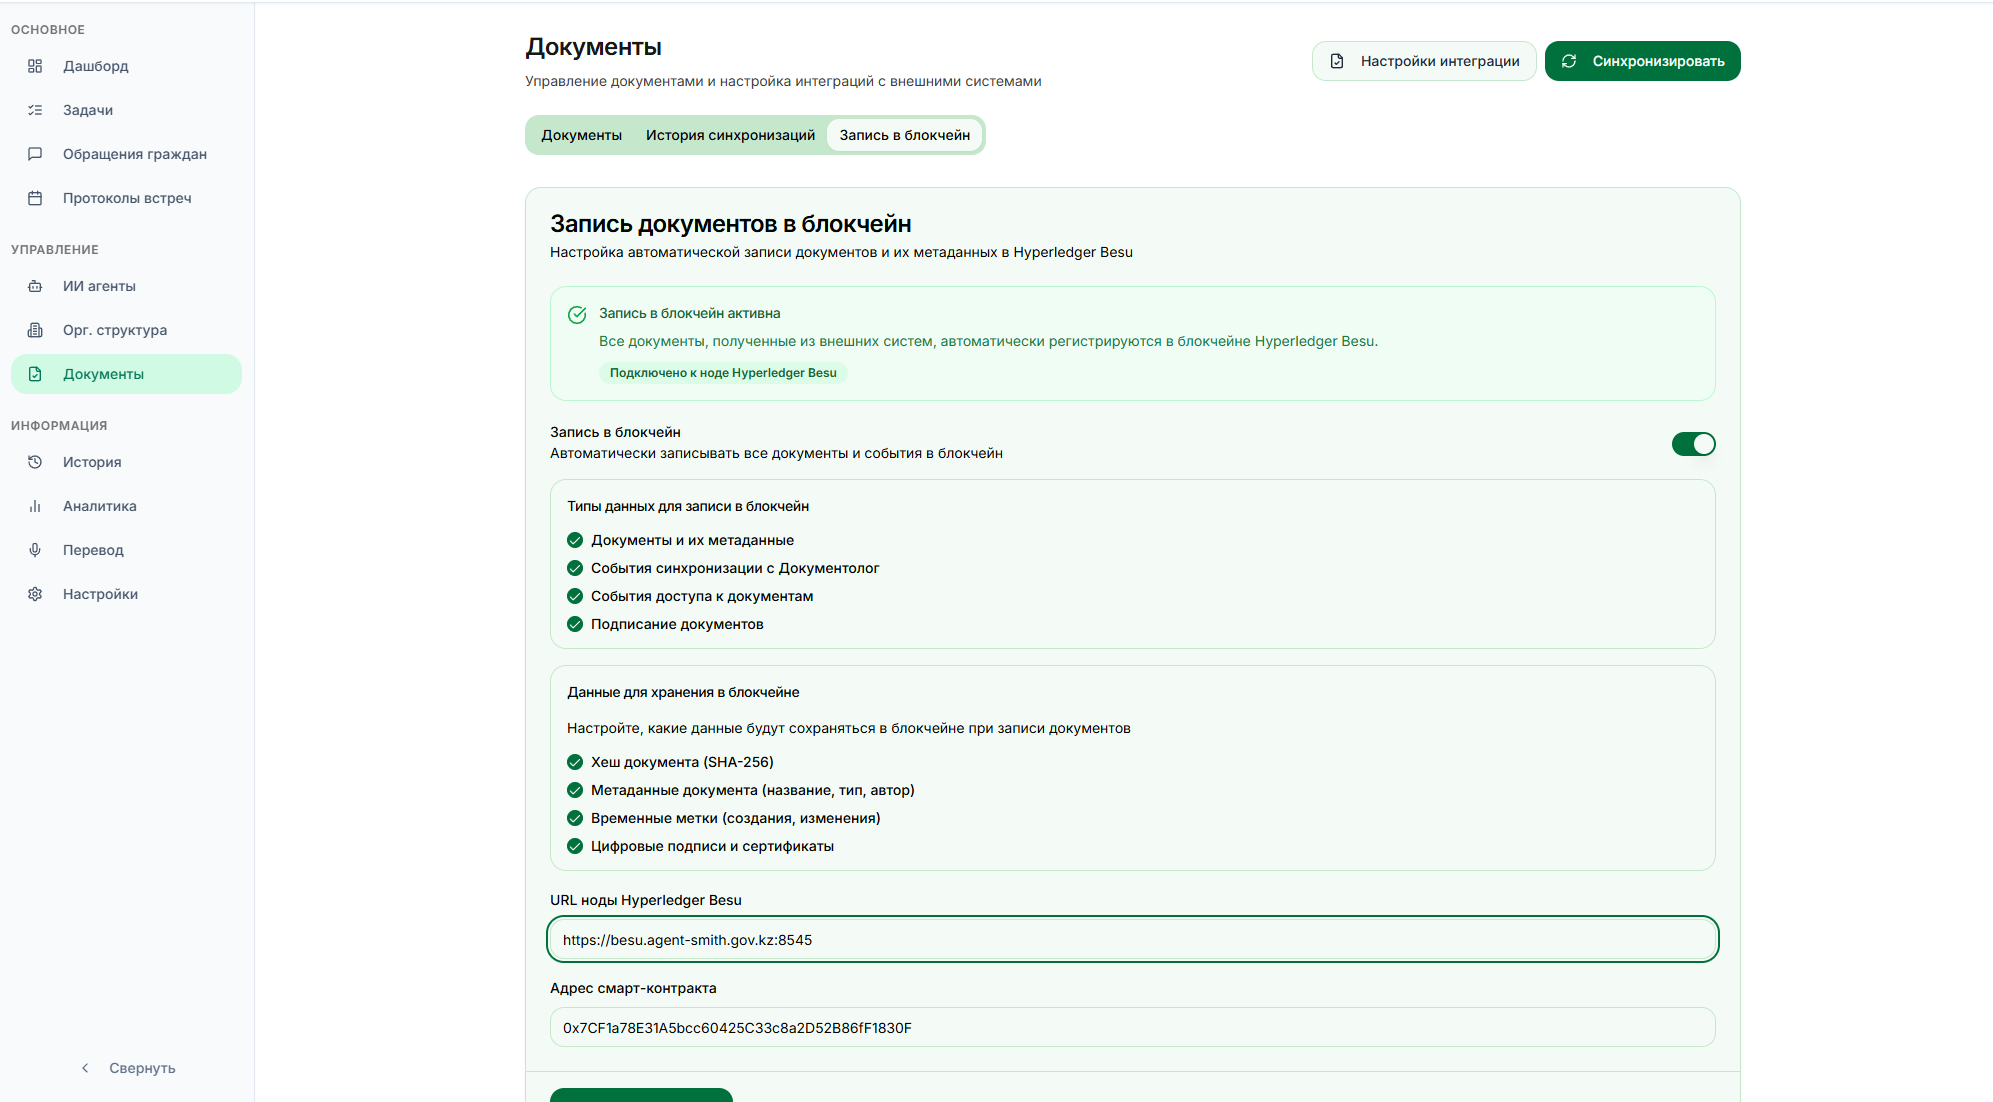 ОСНОВНОЕ
Дашборд
Задачи
Обращения граждан
Протоколы встреч
УПРАВЛЕНИЕ
ИИ агенты
Орг. структура
Документы
ИНФОРМАЦИЯ
История
Аналитика
Перевод
Настройки
Свернуть
Документы
Управление документами и настройка интеграций с внешними системами
Настройки интеграции
Синхронизировать
Документы
История синхронизаций
Запись в блокчейн
Запись документов в блокчейн
Настройка автоматической записи документов и их метаданных в Hyperledger Besu
Запись в блокчейн активна
Все документы, полученные из внешних систем, автоматически регистрируются в блокчейне Hyperledger Besu.
Подключено к ноде Hyperledger Besu
Запись в блокчейн
Автоматически записывать все документы и события в блокчейн
Типы данных для записи в блокчейн
Документы и их метаданные
События синхронизации с Документолог
События доступа к документам
Подписание документов
Данные для хранения в блокчейне
Настройте, какие данные будут сохраняться в блокчейне при записи документов
Хеш документа (SHA-256)
Метаданные документа (название, тип, автор)
Временные метки (создания, изменения)
Цифровые подписи и сертификаты
URL ноды Hyperledger Besu
https://besu.agent-smith.gov.kz:8545
Адрес смарт-контракта
0x7CF1a78E31A5bcc60425C33c8a2D52B86fF1830F